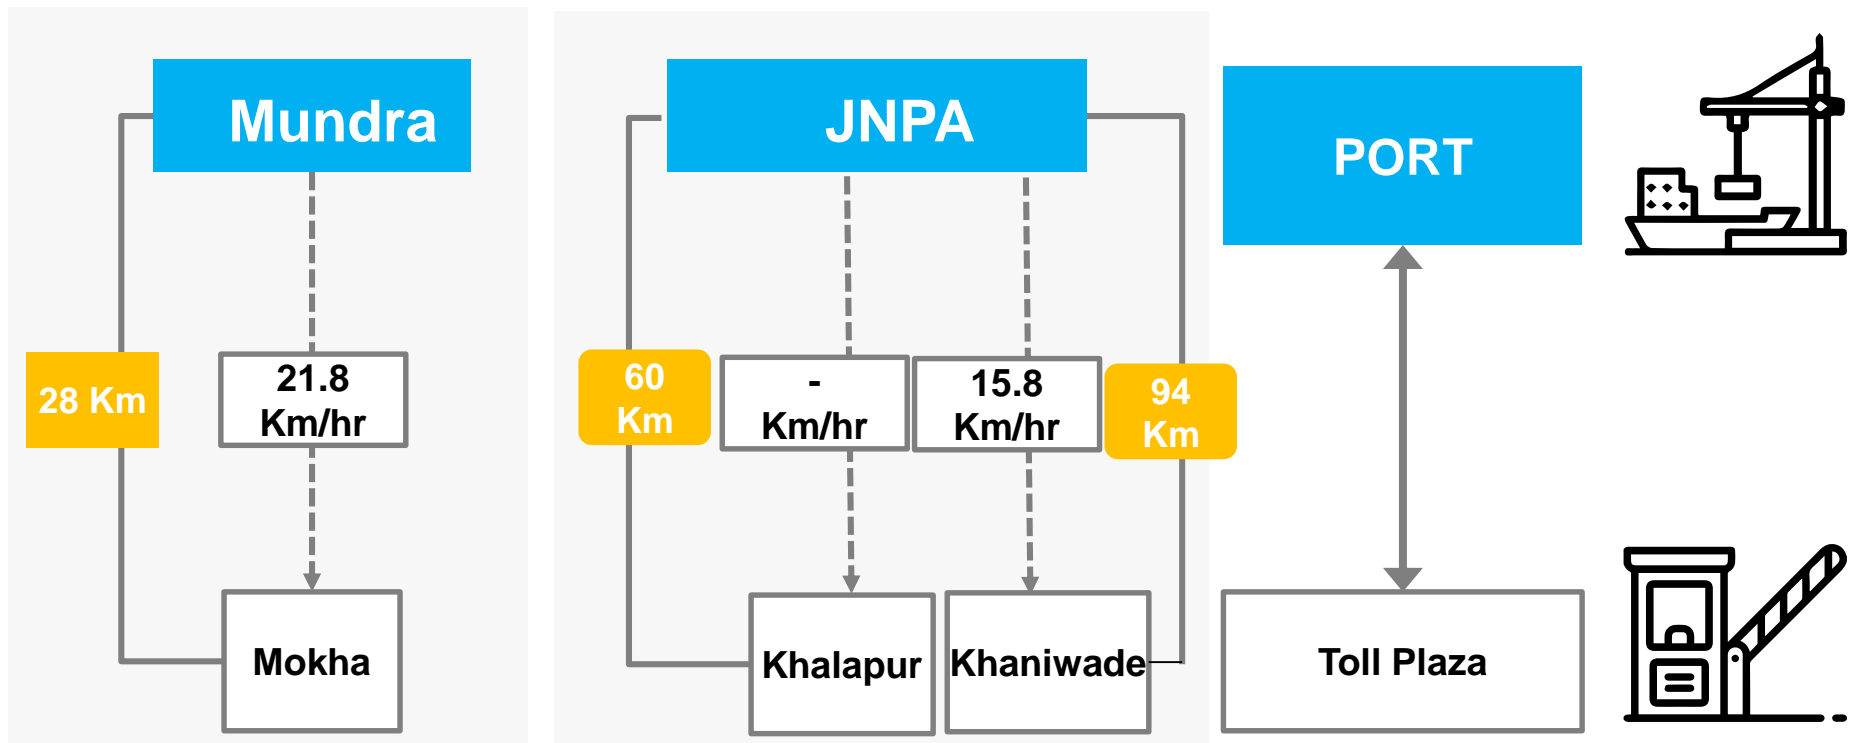 Mundra
JNPA
PORT
28 Km
21.8
Km/hr
60
Km
-
Km/hr
15.8
Km/hr
94
Km
Mokha
Khalapur
Khaniwade
Toll Plaza